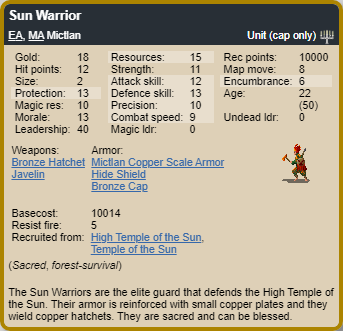 Sun Warrior
EA, MA Mictlan Unit (cap only)
Gold: 18 Resources: 15 Rec points: 10000
Hit points: 12 Strength: 11 Map move: 8
Size: 2 Attack skill: 12 Encumbrance: 6
Protection: 13 Defence skill: 13 Age: 22
Magic res: 10 Precision: 10 (50)
Morale: 13 Combat speed: 9 Undead ldr: 0
Leadership: 40 Magic ldr: 0
Weapons: Armor:
Bronze Hatchet Mictlan Copper Scale Armor
Javelin Hide Shield
Bronze Cap
Basecost: 10014
Resist fire: 5
Recruited from: High Temple of the Sun,
Temple of the Sun
(Sacred, forest-survival)
The Sun Warriors are the elite guard that defends the High Temple of
the Sun. Their armor is reinforced with small copper plates and they
wield copper hatchets. They are sacred and can be blessed.